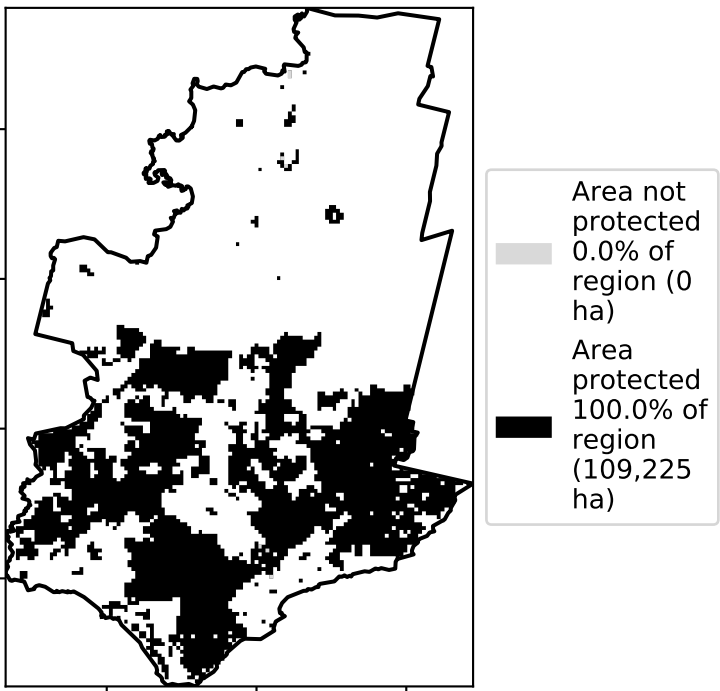 Area not
protected
0.0% of
region (0
ha)
Area
protected
100.0% of
region
(109,225
ha)